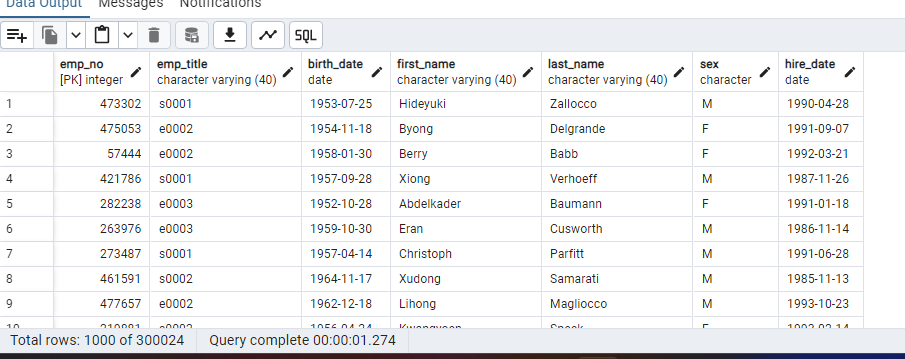 Data Output Messages Notifications
SQL
emp_no emp_title birth_date first_name last_name sex hire_date
[PK] integer character varying (40) date character varying (40) character varying (40) character date
1 473302 s0001 1953-07-25 Hideyuki Zallocco M 1990-04-28
2 475053 e0002 1954-11-18 Byong Delgrande F 1991-09-07
3 57444 e0002 1958-01-30 Berry Babb F 1992-03-21
4 421786 s0001 1957-09-28 Xiong Verhoeff M 1987-11-26
5 282238 e0003 1952-10-28 Abdelkader Baumann F 1991-01-18
6 263976 e0003 1959-10-30 Eran Cusworth M 1986-11-14
7 273487 s0001 1957-04-14 Christoph Parfitt M 1991-06-28
8 461591 s0002 1964-11-17 Xudong Samarati M 1985-11-13
9 477657 e0002 1962-12-18 Lihong Magliocco M 1993-10-23
10
Total rows: 1000 of 300024 Query complete 00:00:01.274